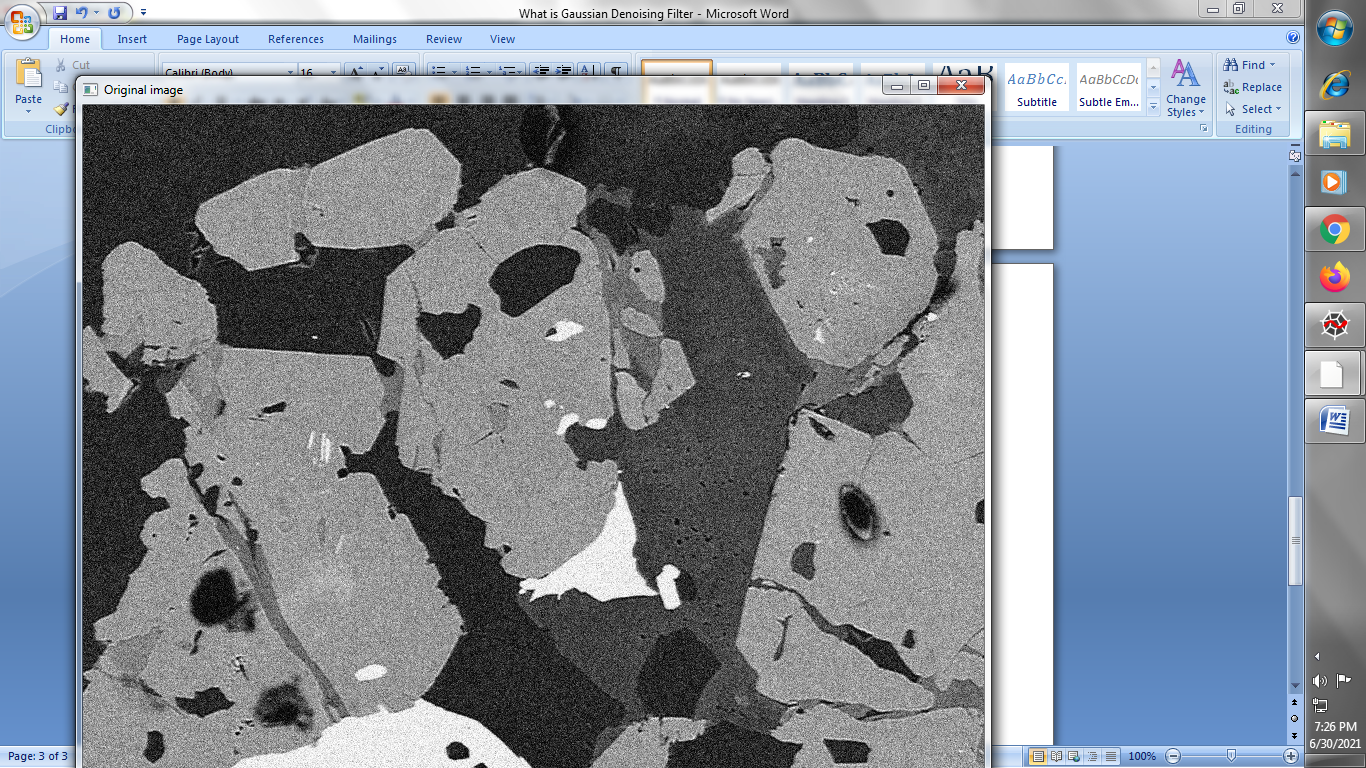 What is Gaussian Denoising Filter - Microsoft Word
Home Insert Page Layout References Mailings Review View
Cut
Calibri (Body) 16
Paste
AaBbCc. AaBbCcDc
Subtitle Subtle Em...
Change Styles
Find
Replace
Select
Editing
Original image
Page: 3 of 3
100%
7:26 PM
6/30/2021